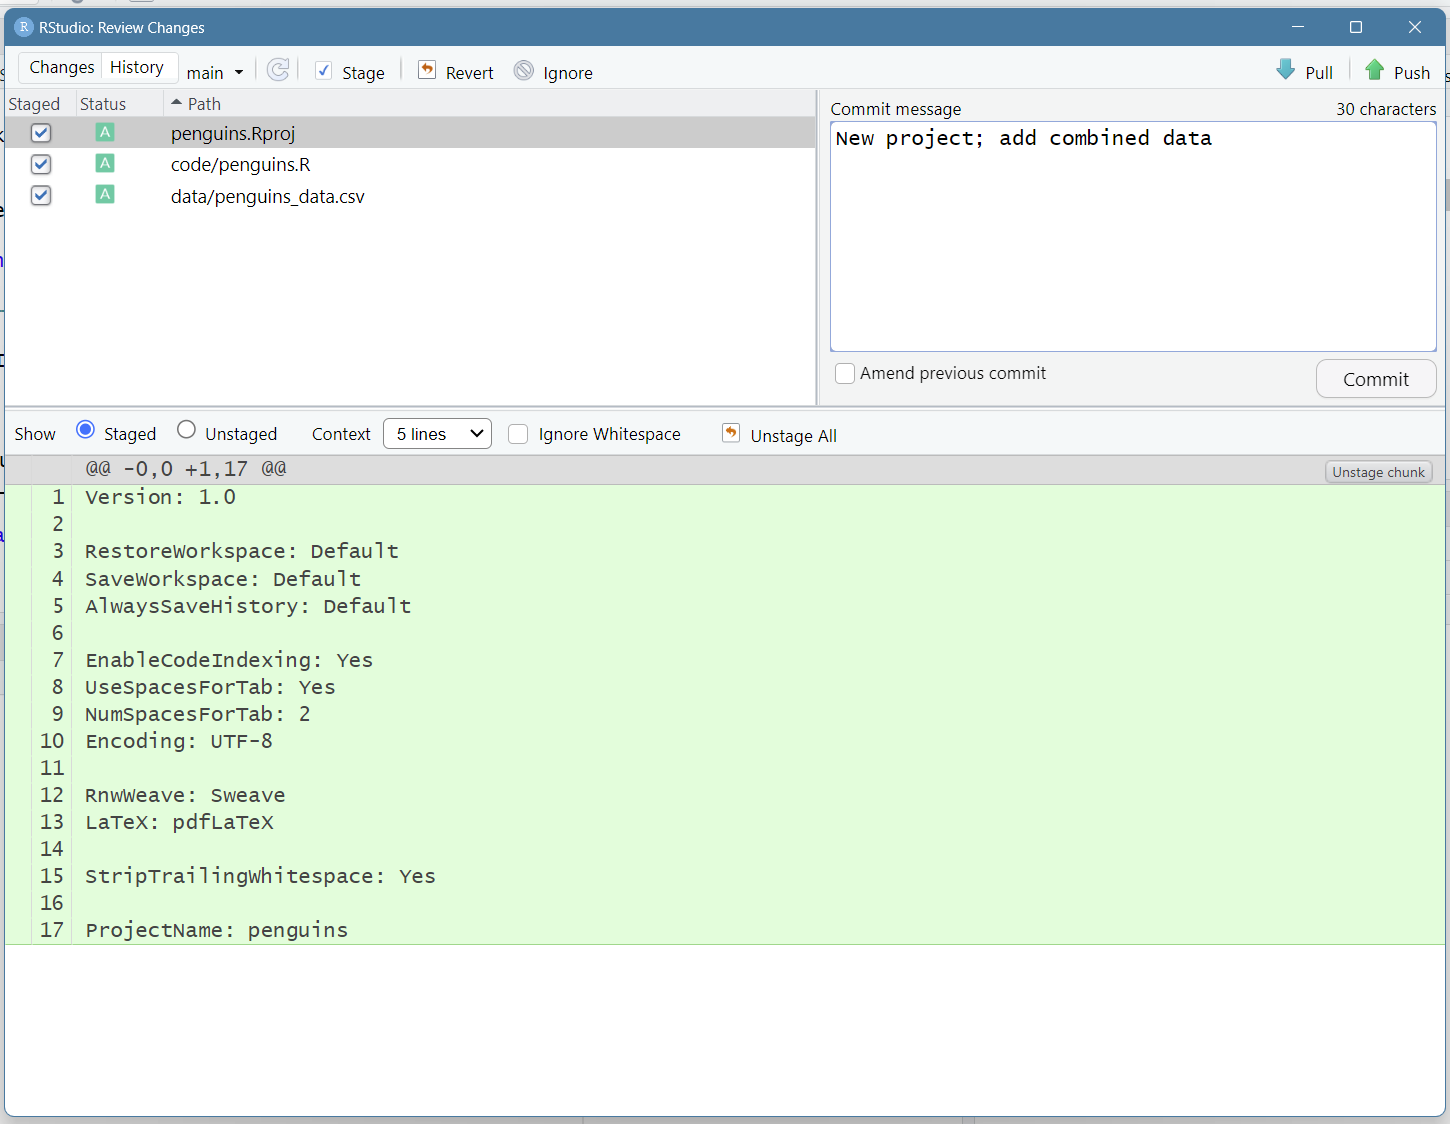 R RStudio: Review Changes
Changes History main Stage Revert Ignore Pull Push
Staged Status Path
A penguins.Rproj
A code/penguins.R
A data/penguins_data.csv
Commit message 30 characters
New project; add combined data
Amend previous commit Commit
Show Staged Unstaged Context 5 lines Ignore Whitespace Unstage All
@@ -0,0 +1,17 @@ Unstage chunk
1 Version: 1.0
2
3 RestoreWorkspace: Default
4 SaveWorkspace: Default
5 AlwaysSaveHistory: Default
6
7 EnableCodeIndexing: Yes
8 UseSpacesForTab: Yes
9 NumSpacesForTab: 2
10 Encoding: UTF-8
11
12 RnwWeave: Sweave
13 LaTeX: pdfLaTeX
14
15 StripTrailingWhitespace: Yes
16
17 ProjectName: penguins